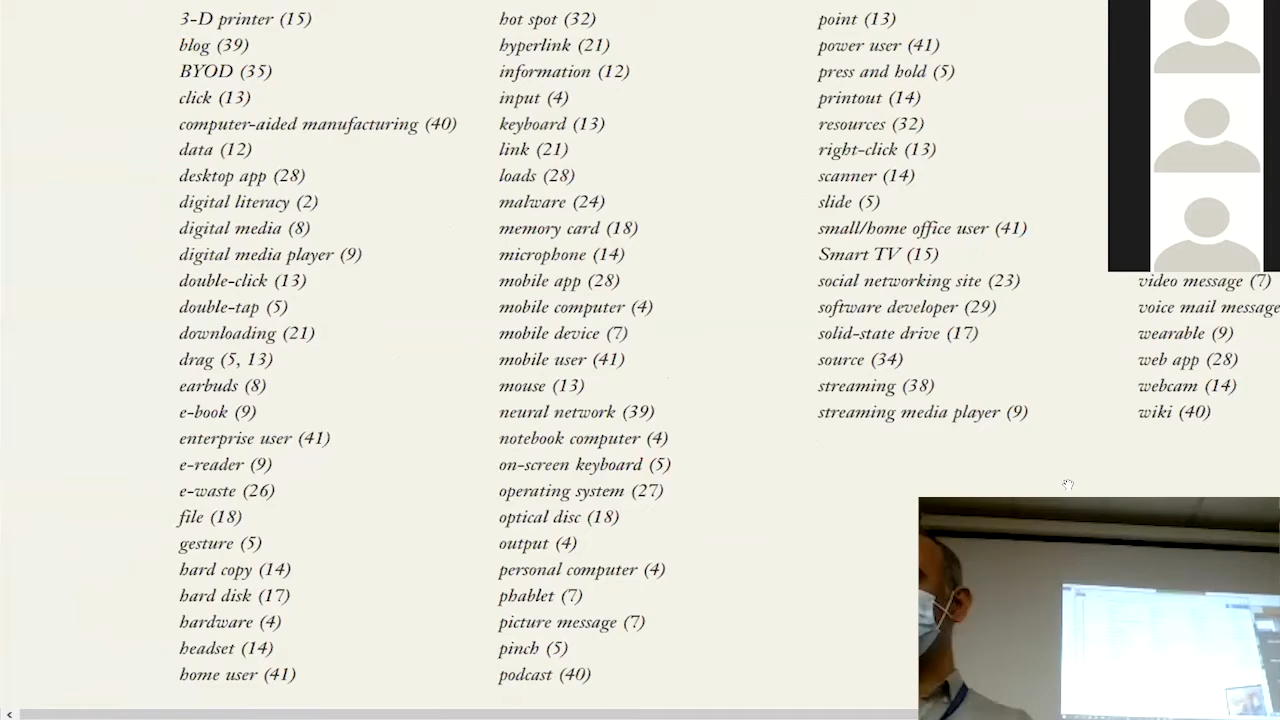 3-D printer (15)
blog (39)
BYOD (35)
click (13)
computer-aided manufacturing (40)
data (12)
desktop app (28)
digital literacy (2)
digital media (8)
digital media player (9)
double-click (13)
double-tap (5)
downloading (21)
drag (5, 13)
earbuds (8)
e-book (9)
enterprise user (41)
e-reader (9)
e-waste (26)
file (18)
gesture (5)
hard copy (14)
hard disk (17)
hardware (4)
headset (14)
home user (41)
hot spot (32)
hyperlink (21)
information (12)
input (4)
keyboard (13)
link (21)
loads (28)
malware (24)
memory card (18)
microphone (14)
mobile app (28)
mobile computer (4)
mobile device (7)
mobile user (41)
mouse (13)
neural network (39)
notebook computer (4)
on-screen keyboard (5)
operating system (27)
optical disc (18)
output (4)
personal computer (4)
phablet (7)
picture message (7)
pinch (5)
podcast (40)
point (13)
power user (41)
press and hold (5)
printout (14)
resources (32)
right-click (13)
scanner (14)
slide (5)
small/home office user (41)
Smart TV (15)
social networking site (23)
software developer (29)
solid-state drive (17)
source (34)
streaming (38)
streaming media player (9)
video message (7)
voice mail message
wearable (9)
web app (28)
webcam (14)
wiki (40)